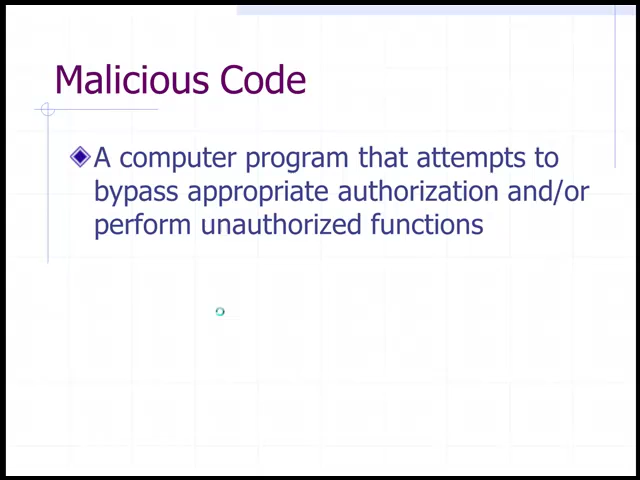 Malicious Code
A computer program that attempts to
bypass appropriate authorization and/or
perform unauthorized functions